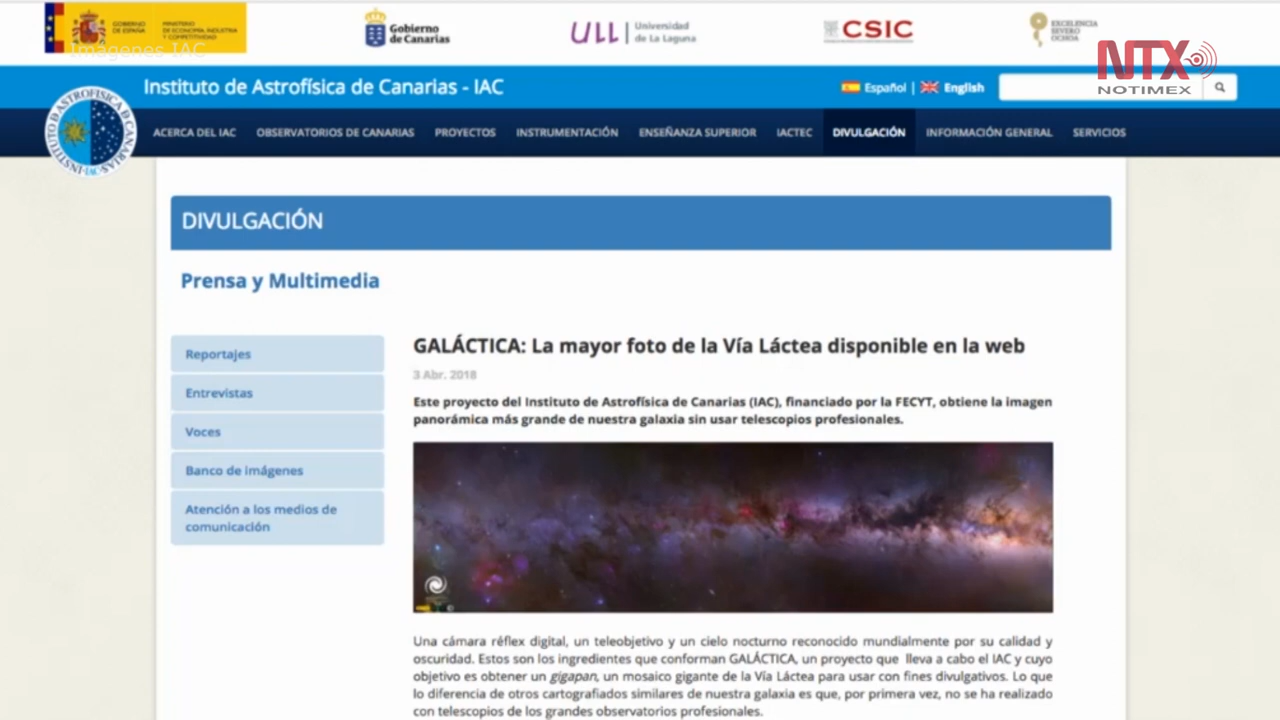 GOBIERNO
DE ESPAÑA
MINISTERIO
DE ECONOMÍA, INDUSTRIA
Y COMPETITIVIDAD
Gobierno
de Canarias
ULL
Universidad
de La Laguna
CSIC
EXCELENCIA
SEVERO
OCHOA
Imágenes IAC
NTX
NOTIMEX
Instituto de Astrofísica de Canarias - IAC
Español | English
INSTITUTO DE ASTROFISICA DE CANARIAS
·IAC·
ACERCA DEL IAC OBSERVATORIOS DE CANARIAS PROYECTOS INSTRUMENTACIÓN ENSEÑANZA SUPERIOR IACTEC DIVULGACIÓN INFORMACIÓN GENERAL SERVICIOS
DIVULGACIÓN
Prensa y Multimedia
Reportajes
Entrevistas
Voces
Banco de imágenes
Atención a los medios de
comunicación
GALÁCTICA: La mayor foto de la Vía Láctea disponible en la web
3 Abr. 2018
Este proyecto del Instituto de Astrofísica de Canarias (IAC), financiado por la FECYT, obtiene la imagen
panorámica más grande de nuestra galaxia sin usar telescopios profesionales.
Una cámara réflex digital, un teleobjetivo y un cielo nocturno reconocido mundialmente por su calidad y
oscuridad. Estos son los ingredientes que conforman GALÁCTICA, un proyecto que lleva a cabo el IAC y cuyo
objetivo es obtener un gigapan, un mosaico gigante de la Vía Láctea para usar con fines divulgativos. Lo que
lo diferencia de otros cartografiados similares de nuestra galaxia es que, por primera vez, no se ha realizado
con telescopios de los grandes observatorios profesionales.